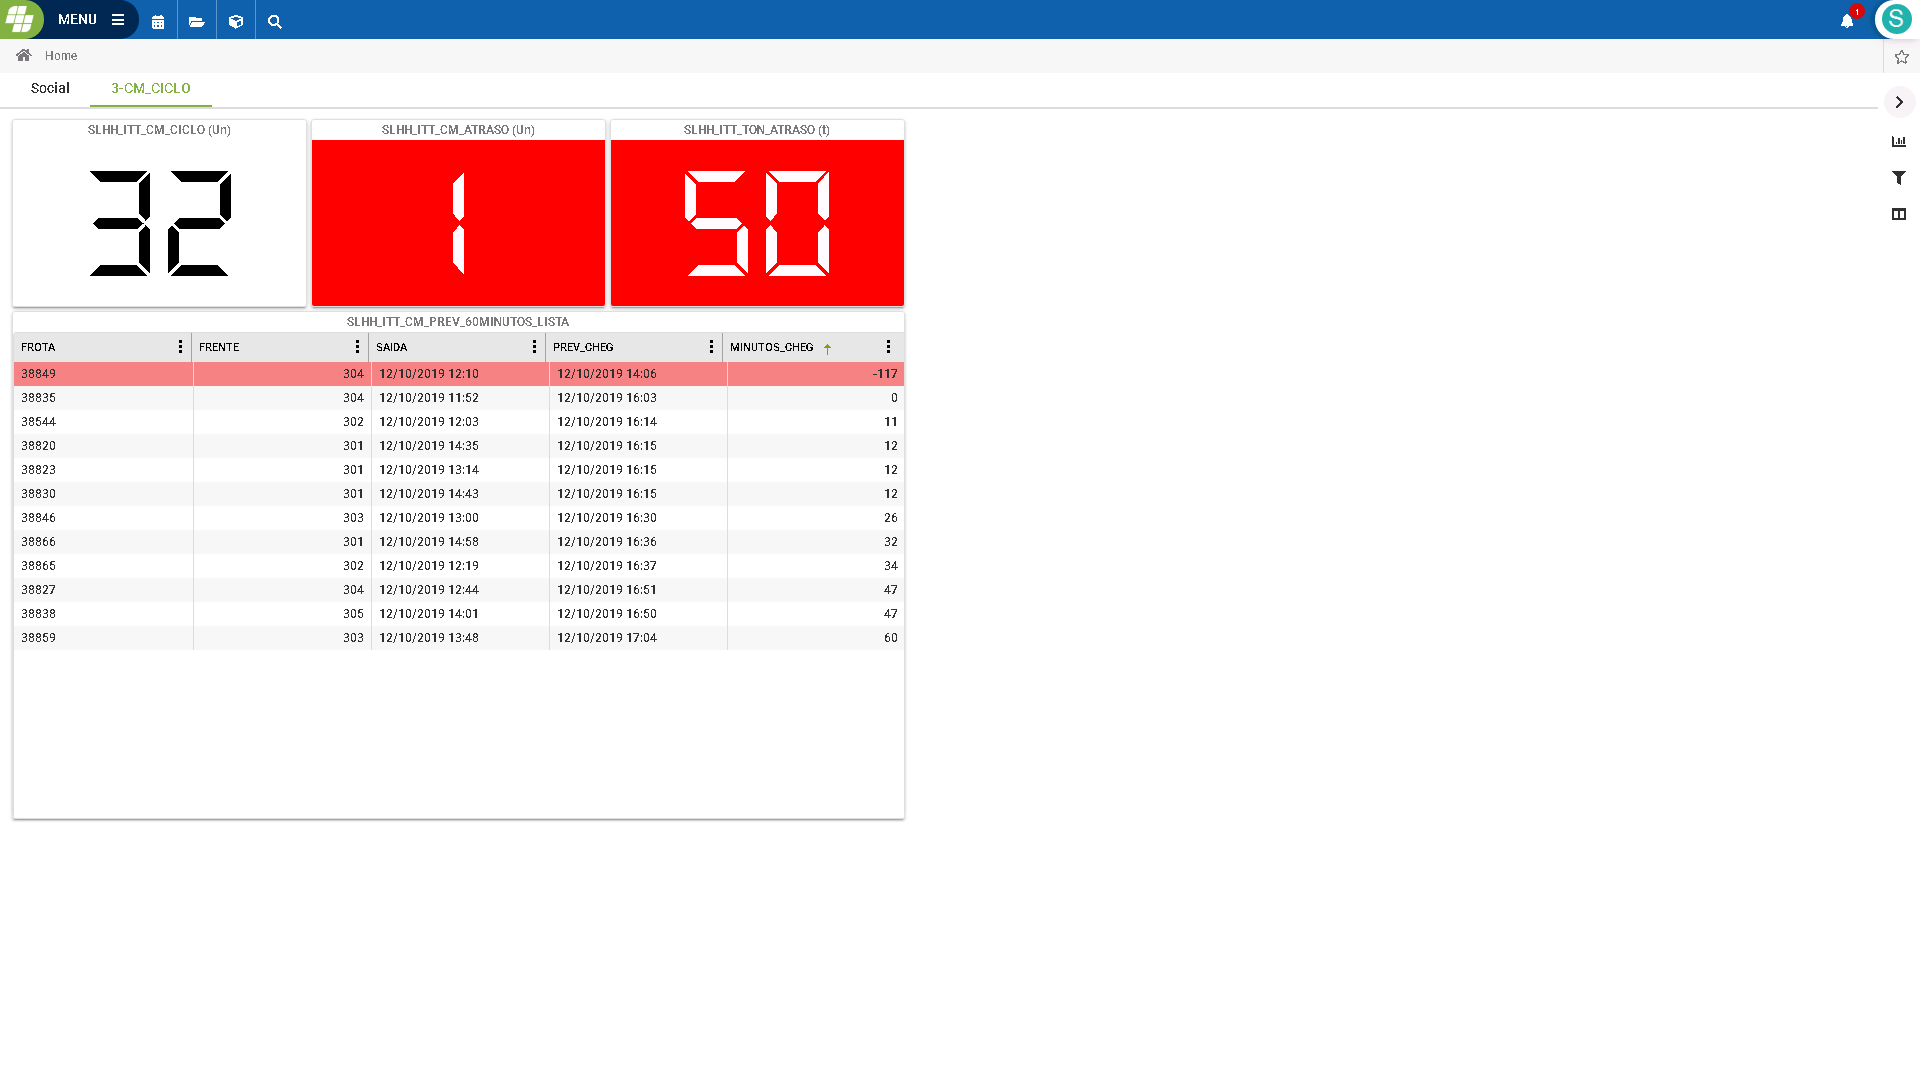 MENU
1
S
Home
Social 3-CM_CICLO
SLHH_ITT_CM_CICLO (Un) SLHH_ITT_CM_ATRASO (Un) SLHH_ITT_TON_ATRASO (t)
32 1 50
SLHH_ITT_CM_PREV_60MINUTOS_LISTA
FROTA FRENTE SAIDA PREV_CHEG MINUTOS_CHEG
38849 304 12/10/2019 12:10 12/10/2019 14:06 -117
38835 304 12/10/2019 11:52 12/10/2019 16:03 0
38544 302 12/10/2019 12:03 12/10/2019 16:14 11
38820 301 12/10/2019 14:35 12/10/2019 16:15 12
38823 301 12/10/2019 13:14 12/10/2019 16:15 12
38830 301 12/10/2019 14:43 12/10/2019 16:15 12
38846 303 12/10/2019 13:00 12/10/2019 16:30 26
38866 301 12/10/2019 14:58 12/10/2019 16:36 32
38865 302 12/10/2019 12:19 12/10/2019 16:37 34
38827 304 12/10/2019 12:44 12/10/2019 16:51 47
38838 305 12/10/2019 14:01 12/10/2019 16:50 47
38859 303 12/10/2019 13:48 12/10/2019 17:04 60